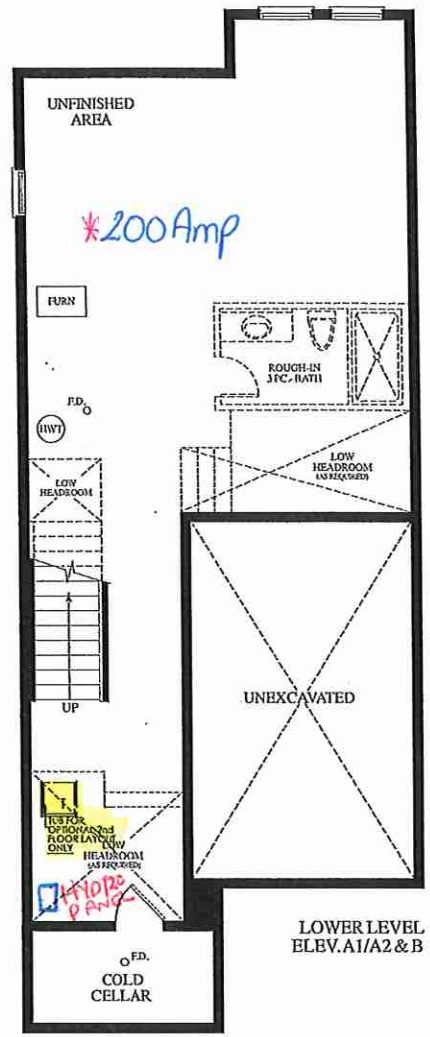 UNFINISHED
AREA
*200 Amp
FURN
F.D.
HWT
ROUGH-IN
3 PC. BATH
LOW
HEADROOM
(AS REQUIRED)
LOW
HEADROOM
UP
UNEXCAVATED
T
TUB FOR
OPTIONAL 2nd
FLOOR LAYOUT
ONLY
LOW
HEADROOM
(AS REQUIRED)
HYDRO
PANEL
F.D.
COLD
CELLAR
LOWER LEVEL
ELEV. A1/A2 & B